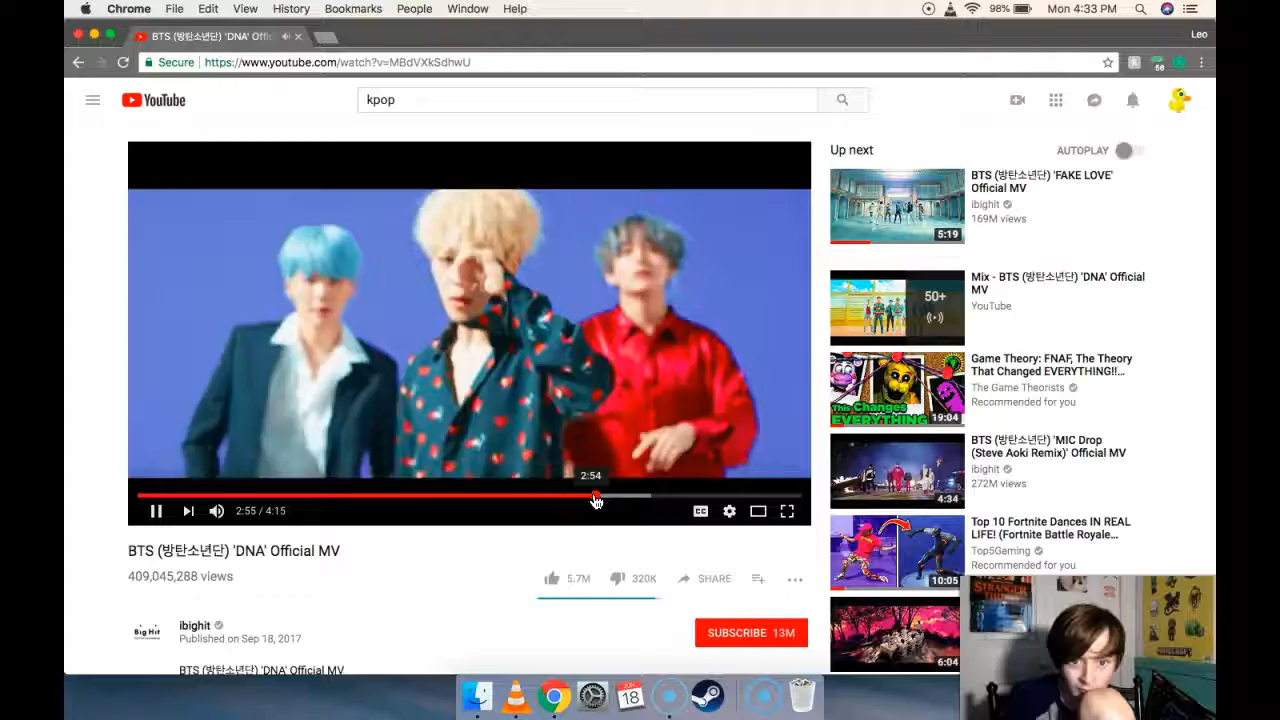 Chrome File Edit View History Bookmarks People Window Help
98% Mon 4:33 PM
BTS (방탄소년단) 'DNA' Offic
Leo
Secure https://www.youtube.com/watch?v=MBdVXkSdhwU
56
YouTube
kpop
Up next
AUTOPLAY
BTS (방탄소년단) 'FAKE LOVE'
Official MV
ibighit
169M views
5:19
Mix - BTS (방탄소년단) 'DNA' Official
MV
YouTube
50+
Game Theory: FNAF, The Theory
That Changed EVERYTHING!!...
The Game Theorists
Recommended for you
This Changes
EVERYTHING
19:04
BTS (방탄소년단) 'MIC Drop
(Steve Aoki Remix)' Official MV
ibighit
272M views
4:34
Top 10 Fortnite Dances IN REAL
LIFE! (Fortnite Battle Royale...
Top5Gaming
Recommended for you
10:05
6:04
2:54
2:55 / 4:15
CC
BTS (방탄소년단) 'DNA' Official MV
409,045,288 views
5.7M 320K SHARE
Big Hit
ibighit
Published on Sep 18, 2017
SUBSCRIBE 13M
BTS (방탄소년단) 'DNA' Official MV
JUN
18
STRANGER
MINECRAFT